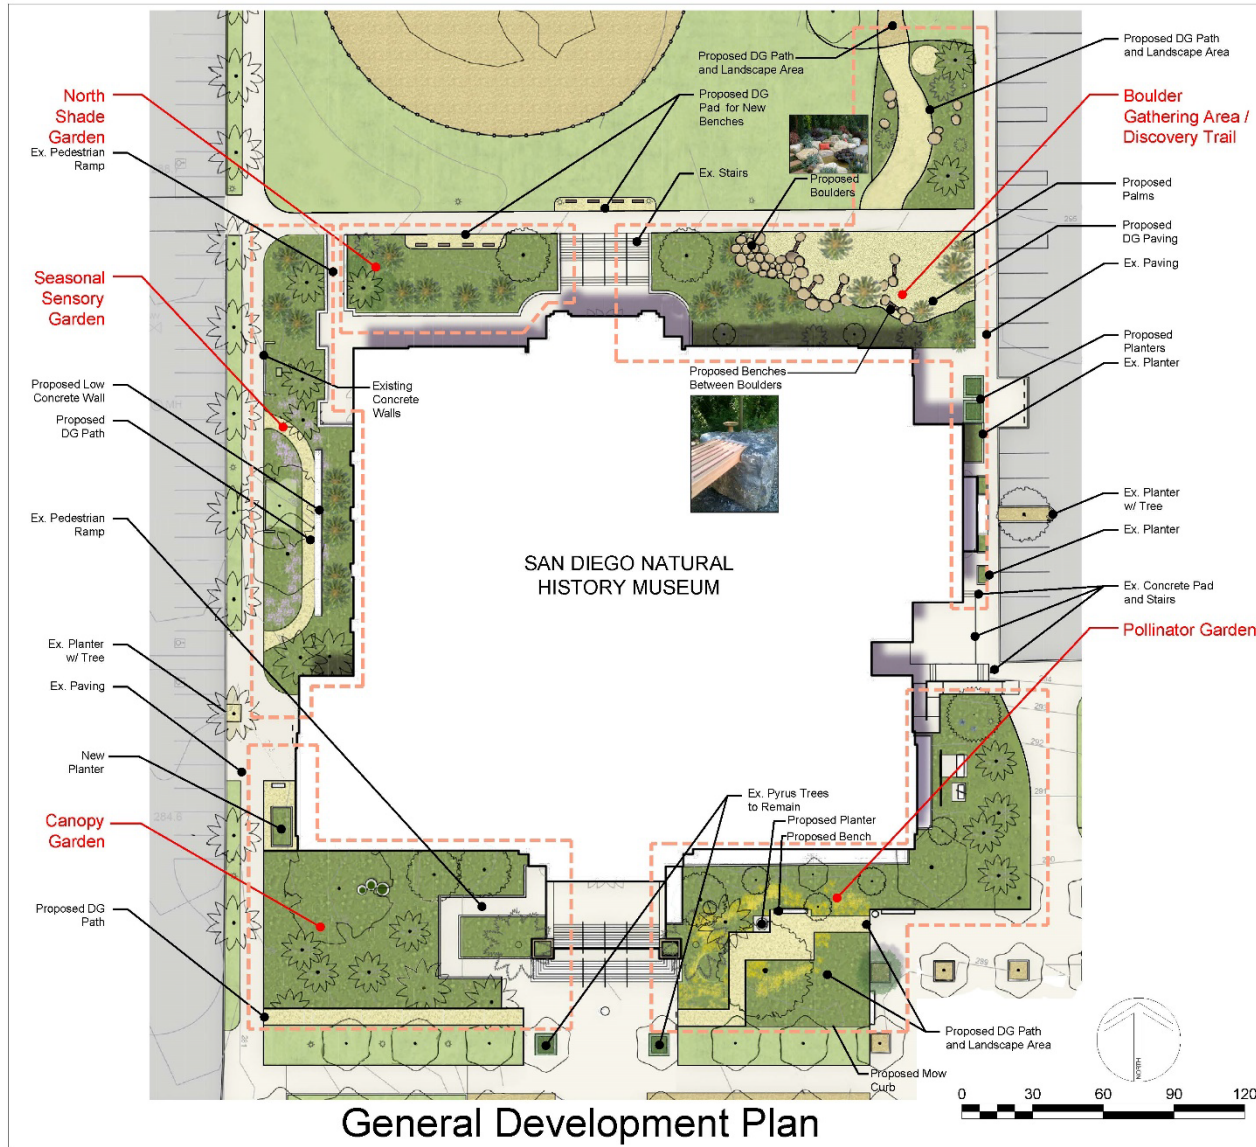 North
Shade
Garden
Ex. Pedestrian
Ramp
Seasonal
Sensory
Garden
Proposed Low
Concrete Wall
Proposed
DG Path
Ex. Pedestrian
Ramp
Ex. Planter
w/ Tree
Ex. Paving
New
Planter
Canopy
Garden
Proposed DG
Path
Proposed DG Path
and Landscape Area
Proposed DG
Pad for New
Benches
Ex. Stairs
Proposed
Boulders
Existing
Concrete
Walls
Proposed Benches
Between Boulders
SAN DIEGO NATURAL
HISTORY MUSEUM
Ex. Pyrus Trees
to Remain
Proposed Planter
Proposed Bench
Proposed DG Path
and Landscape Area
Boulder
Gathering Area /
Discovery Trail
Proposed
Palms
Proposed
DG Paving
Ex. Paving
Proposed
Planters
Ex. Planter
Ex. Planter
w/ Tree
Ex. Planter
Ex. Concrete Pad
and Stairs
Pollinator Garden
Proposed DG Path
and Landscape Area
Proposed Mow
Curb
NORTH
0 30 60 90 120
General Development Plan
284.6
291